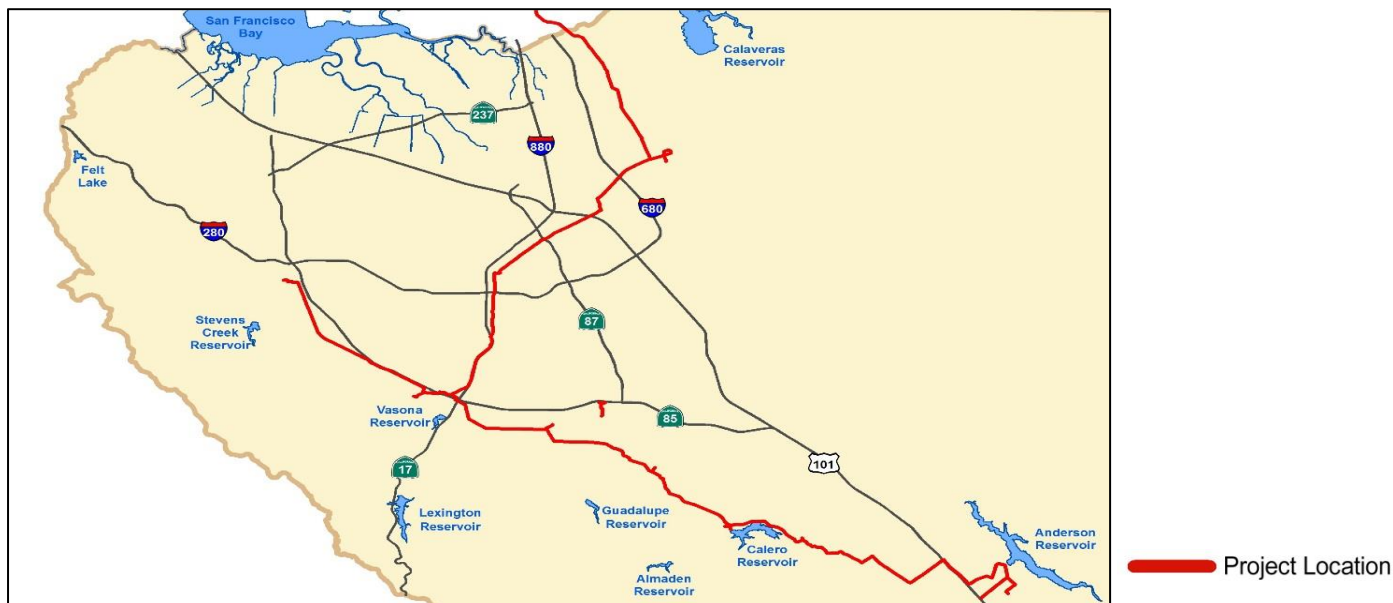 San Francisco
Bay
Calaveras
Reservoir
237
880
Felt
Lake
680
280
Stevens
Creek
Reservoir
87
Vasona
Reservoir
85
17
101
Lexington
Reservoir
Guadalupe
Reservoir
Calero
Reservoir
Anderson
Reservoir
Almaden
Reservoir
Project Location